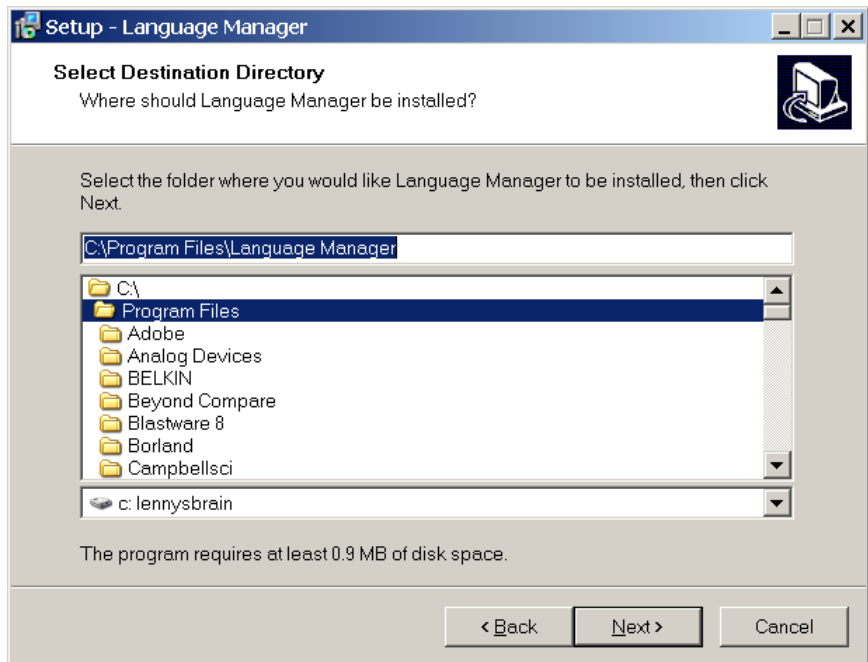 Setup - Language Manager
Select Destination Directory
Where should Language Manager be installed?
Select the folder where you would like Language Manager to be installed, then click
Next.
C:\Program Files\Language Manager
C:\
Program Files
Adobe
Analog Devices
BELKIN
Beyond Compare
Blastware 8
Borland
Campbellsci
c: lennysbrain
The program requires at least 0.9 MB of disk space.
< Back Next > Cancel